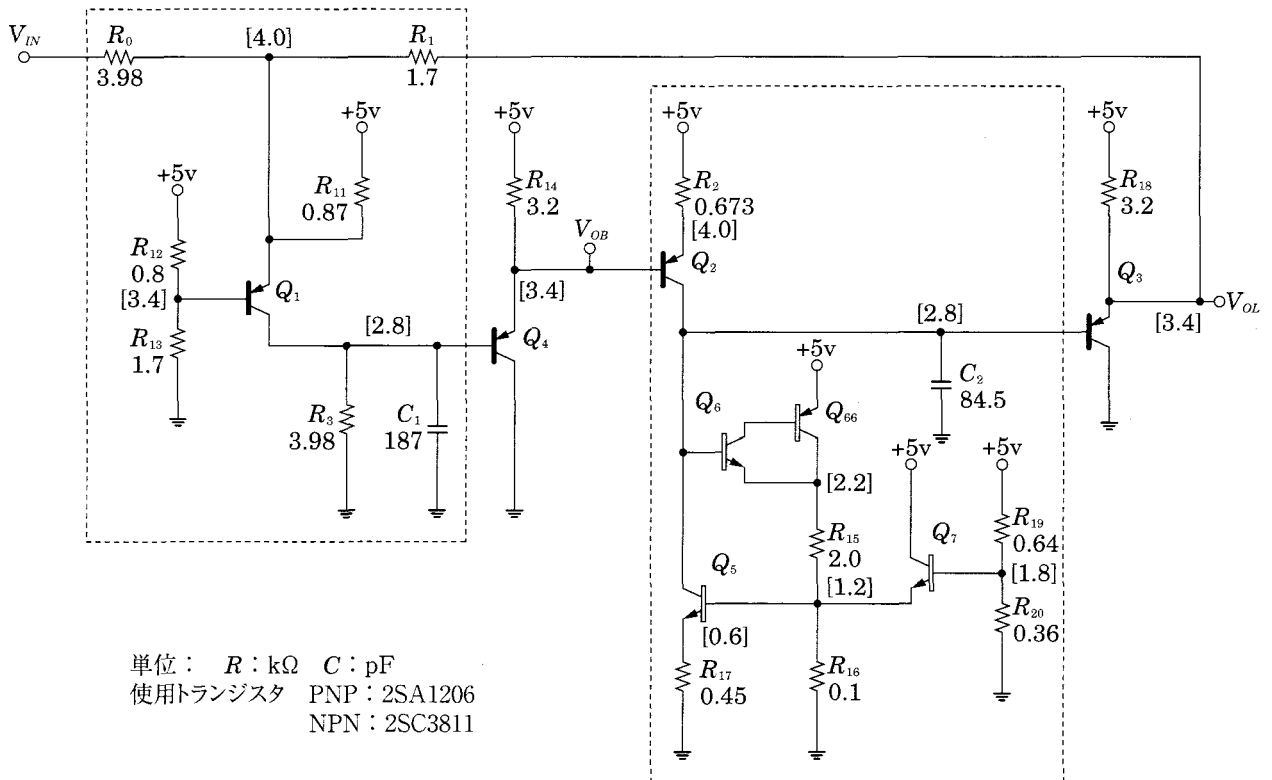 V_IN
R_0
3.98
[4.0]
R_1
1.7
+5v
R_11
0.87
+5v
R_12
0.8
[3.4]
R_13
1.7
Q_1
[2.8]
R_3
3.98
C_1
187
+5v
R_14
3.2
V_OB
[3.4]
Q_4
+5v
R_2
0.673
[4.0]
Q_2
[2.8]
C_2
84.5
+5v
Q_6
Q_66
[2.2]
R_15
2.0
[1.2]
Q_5
[0.6]
R_17
0.45
R_16
0.1
+5v
Q_7
+5v
R_19
0.64
[1.8]
R_20
0.36
+5v
R_18
3.2
Q_3
V_OL
[3.4]
単位： R：kΩ C：pF
使用トランジスタ PNP：2SA1206
NPN：2SC3811